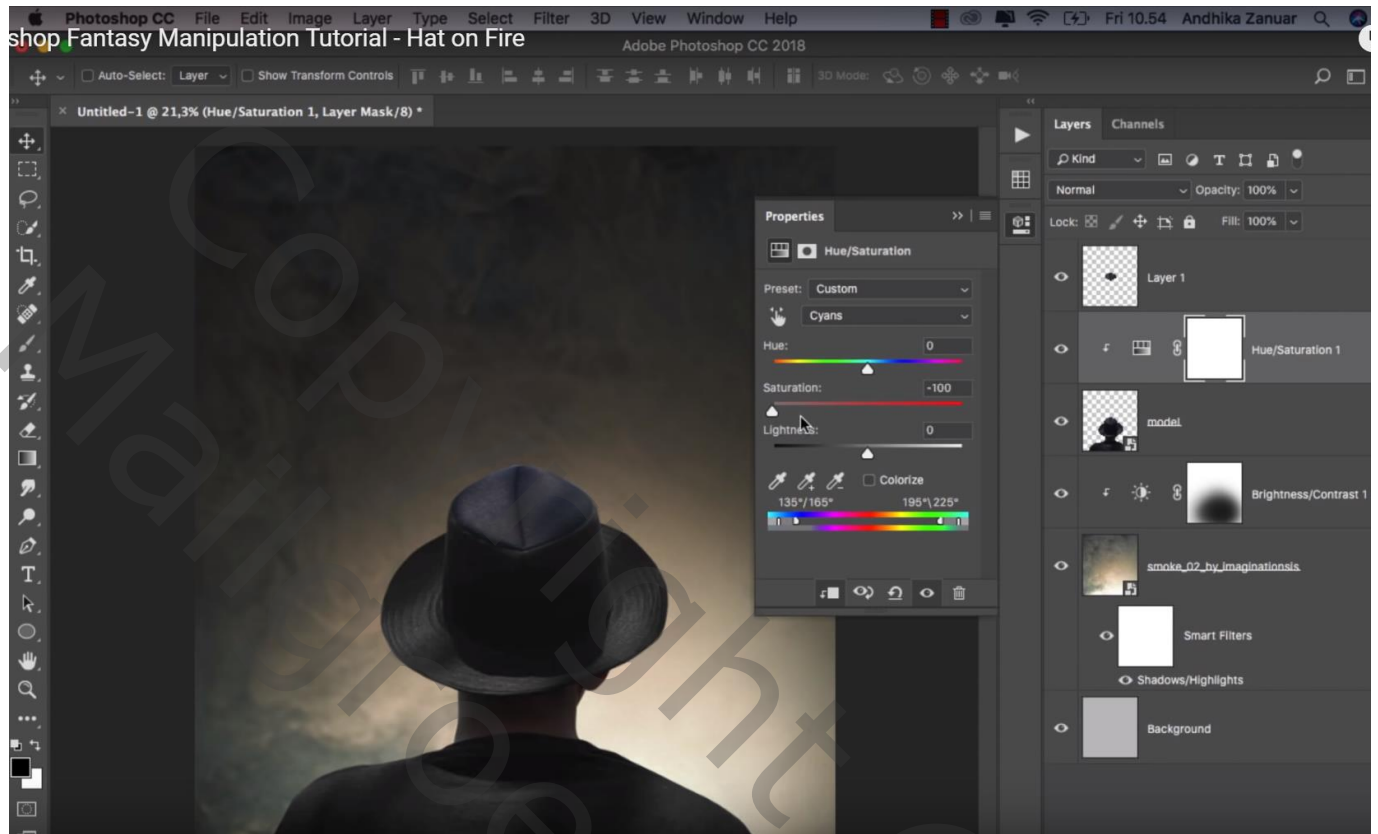 Photoshop CC File Edit Image Layer Type Select Filter 3D View Window Help Fri 10.54 Andhika Zanuar
shop Fantasy Manipulation Tutorial - Hat on Fire
Adobe Photoshop CC 2018
Auto-Select: Layer Show Transform Controls 3D Mode:
× Untitled-1 @ 21,3% (Hue/Saturation 1, Layer Mask/8) *
Layers Channels
Kind
Normal Opacity: 100%
Lock: Fill: 100%
Properties
Hue/Saturation
Preset: Custom
Cyans
Hue: 0
Saturation: -100
Lightness: 0
Colorize
135°/165° 195°\225°
Layer 1
Hue/Saturation 1
model
Brightness/Contrast 1
smoke_02_by_imaginationsis
Smart Filters
Shadows/Highlights
Background
Copyright